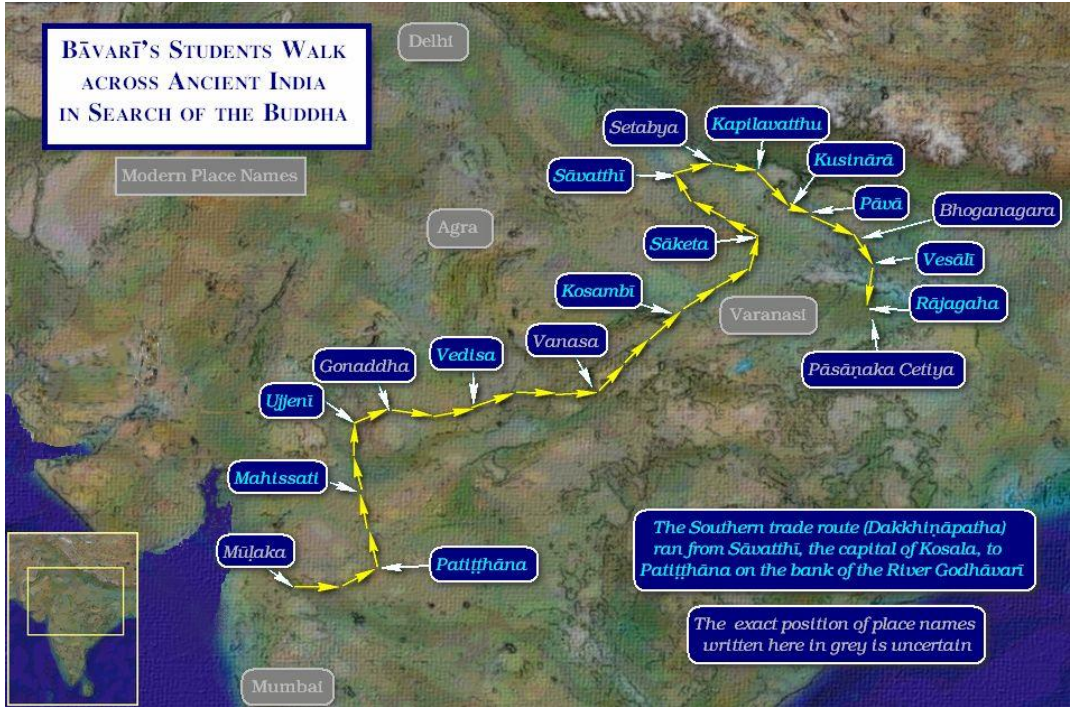 BĀVARĪ'S STUDENTS WALK
ACROSS ANCIENT INDIA
IN SEARCH OF THE BUDDHA
Delhi
Modern Place Names
Setabya
Kapilavatthu
Kusinārā
Sāvatthī
Pāvā
Bhoganagara
Agra
Sāketa
Vesālī
Kosambī
Rājagaha
Varanasi
Vanasa
Vedisa
Gonaddha
Pāsāṇaka Cetiya
Ujjenī
Mahissati
Mūḷaka
Patiṭṭhāna
The Southern trade route (Dakkhiṇāpatha)
ran from Sāvatthī, the capital of Kosala, to
Patiṭṭhāna on the bank of the River Godhāvarī
The exact position of place names
written here in grey is uncertain
Mumbai